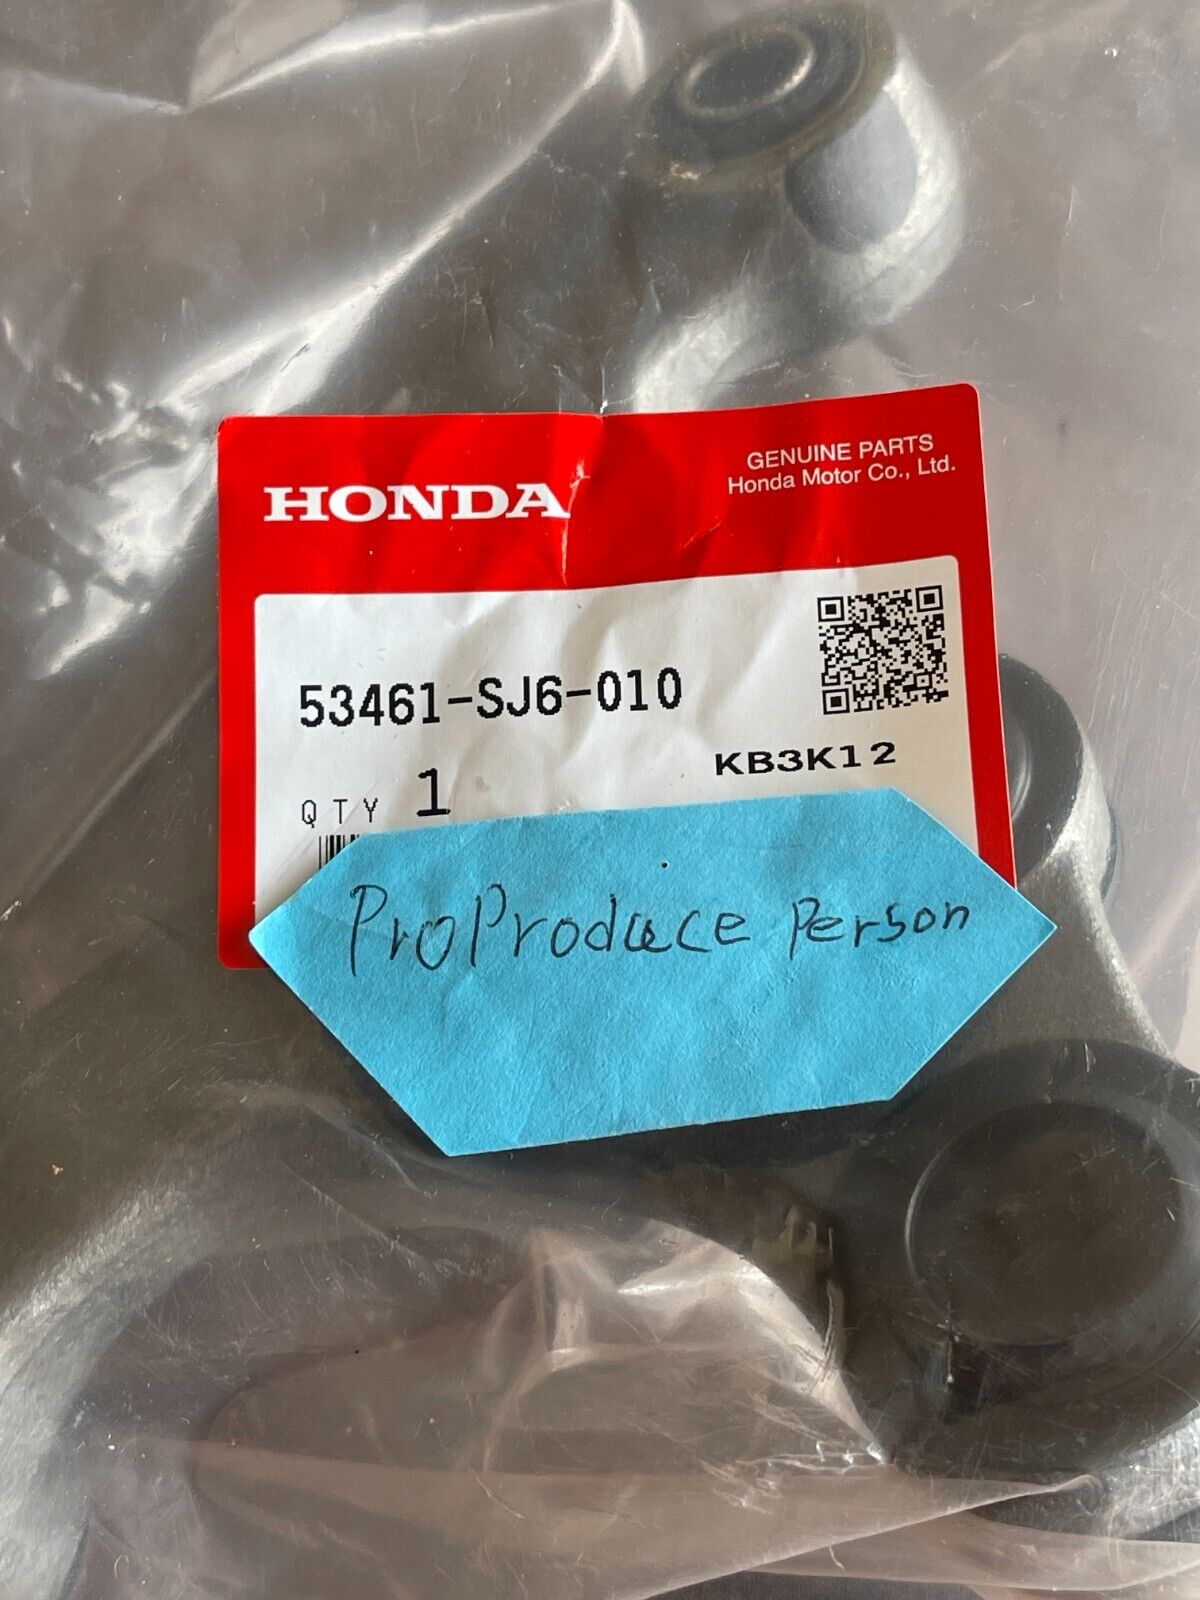 HONDA
GENUINE PARTS
Honda Motor Co., Ltd.
53461-SJ6-010
KB3K12
QTY 1
ProProduce person